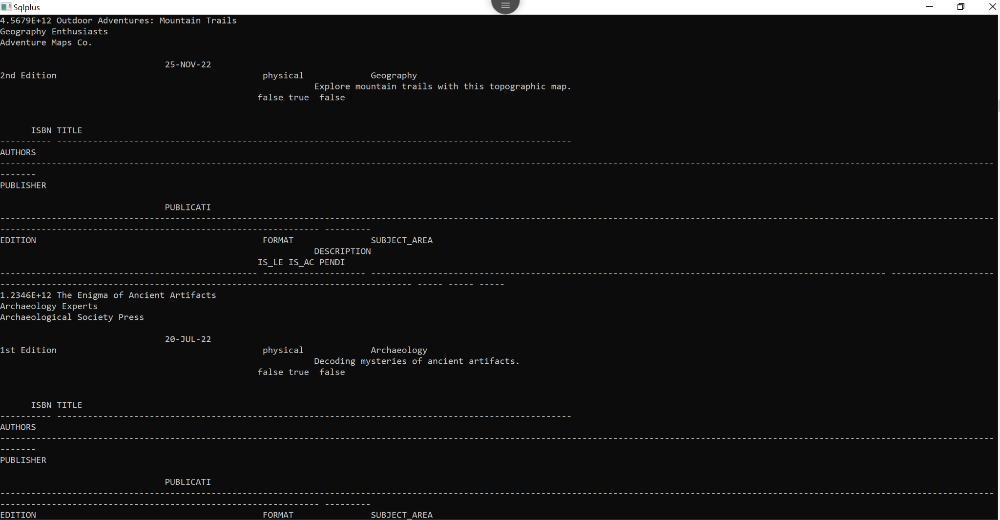 Sqlplus
4.5679E+12 Outdoor Adventures: Mountain Trails
Geography Enthusiasts
Adventure Maps Co.
25-NOV-22
2nd Edition physical Geography
Explore mountain trails with this topographic map.
false true false
ISBN TITLE
---------- ----------------------------------------------------------------------------------------------------
AUTHORS
-------------------------------------------------------------------------------------------------------------------------------------------------------------------------------------------------
-------
PUBLISHER
PUBLICATI
-------------------------------------------------------------------------------------------------------------------------------------------------------------------------------------------------
-------------------------------------------------------------- ---------
EDITION FORMAT SUBJECT_AREA
DESCRIPTION
IS_LE IS_AC PENDI
-------------------------------------------------- -------------------- ---------------------------------------------------------------------------------------------------- --------------------
-------------------------------------------------------------------------------- ----- ----- -----
1.2346E+12 The Enigma of Ancient Artifacts
Archaeology Experts
Archaeological Society Press
20-JUL-22
1st Edition physical Archaeology
Decoding mysteries of ancient artifacts.
false true false
ISBN TITLE
---------- ----------------------------------------------------------------------------------------------------
AUTHORS
-------------------------------------------------------------------------------------------------------------------------------------------------------------------------------------------------
-------
PUBLISHER
PUBLICATI
-------------------------------------------------------------------------------------------------------------------------------------------------------------------------------------------------
-------------------------------------------------------------- ---------
EDITION FORMAT SUBJECT_AREA